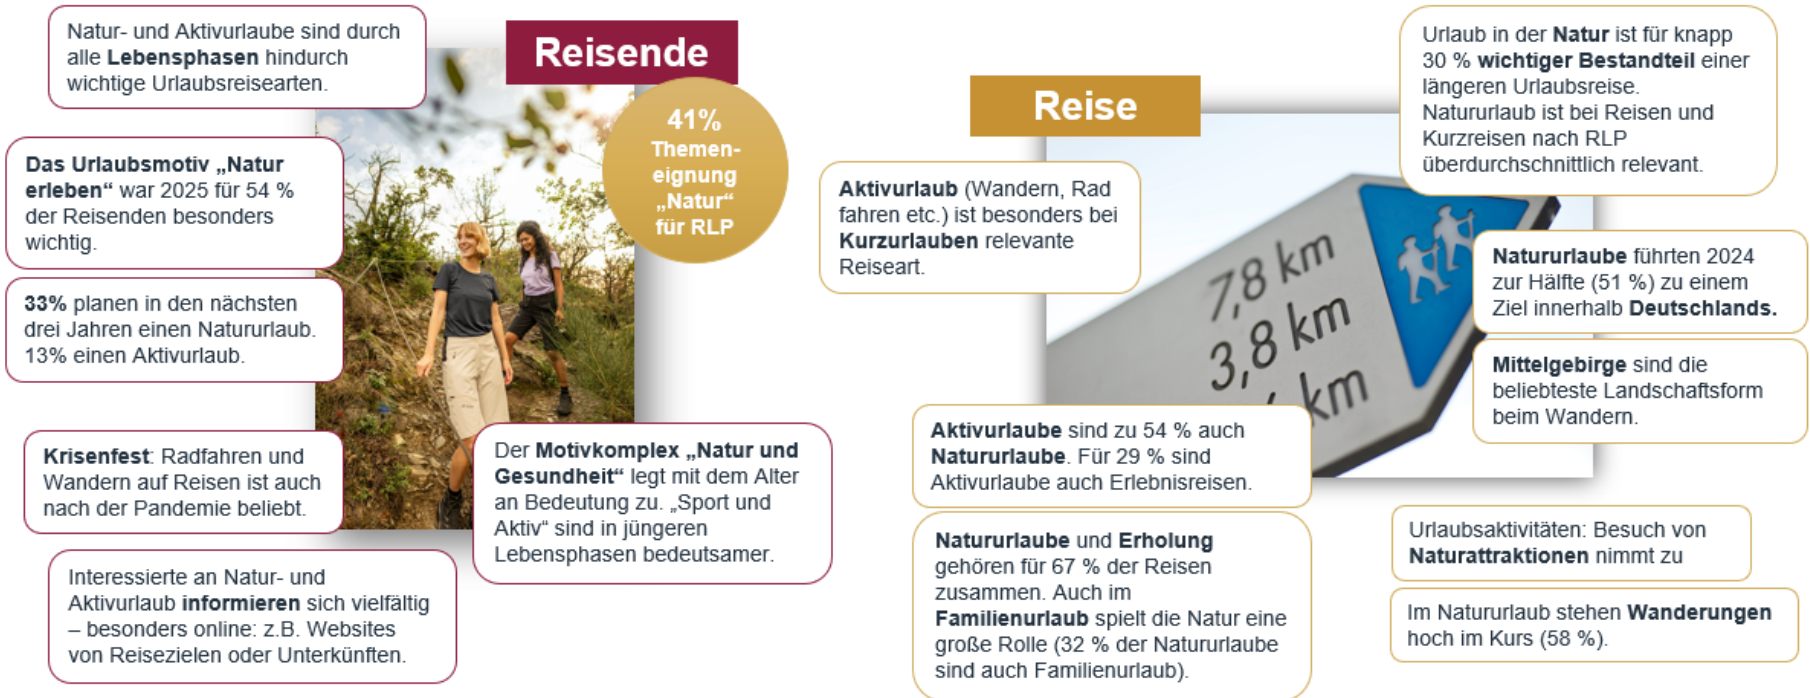 Natur- und Aktivurlaube sind durch
alle Lebensphasen hindurch
wichtige Urlaubsreisearten.
Reisende
41%
Themen-
eignung
„Natur“
für RLP
Das Urlaubsmotiv „Natur
erleben“ war 2025 für 54 %
der Reisenden besonders
wichtig.
33% planen in den nächsten
drei Jahren einen Natururlaub.
13% einen Aktivurlaub.
Krisenfest: Radfahren und
Wandern auf Reisen ist auch
nach der Pandemie beliebt.
Der Motivkomplex „Natur und
Gesundheit“ legt mit dem Alter
an Bedeutung zu. „Sport und
Aktiv“ sind in jüngeren
Lebensphasen bedeutsamer.
Interessierte an Natur- und
Aktivurlaub informieren sich vielfältig
– besonders online: z.B. Websites
von Reisezielen oder Unterkünften.
Reise
Urlaub in der Natur ist für knapp
30 % wichtiger Bestandteil einer
längeren Urlaubsreise.
Natururlaub ist bei Reisen und
Kurzreisen nach RLP
überdurchschnittlich relevant.
Aktivurlaub (Wandern, Rad
fahren etc.) ist besonders bei
Kurzurlauben relevante
Reiseart.
7,8 km
3,8 km
km
Natururlaube führten 2024
zur Hälfte (51 %) zu einem
Ziel innerhalb Deutschlands.
Mittelgebirge sind die
beliebteste Landschaftsform
beim Wandern.
Aktivurlaube sind zu 54 % auch
Natururlaube. Für 29 % sind
Aktivurlaube auch Erlebnisreisen.
Natururlaube und Erholung
gehören für 67 % der Reisen
zusammen. Auch im
Familienurlaub spielt die Natur eine
große Rolle (32 % der Natururlaube
sind auch Familienurlaub).
Urlaubsaktivitäten: Besuch von
Naturattraktionen nimmt zu
Im Natururlaub stehen Wanderungen
hoch im Kurs (58 %).